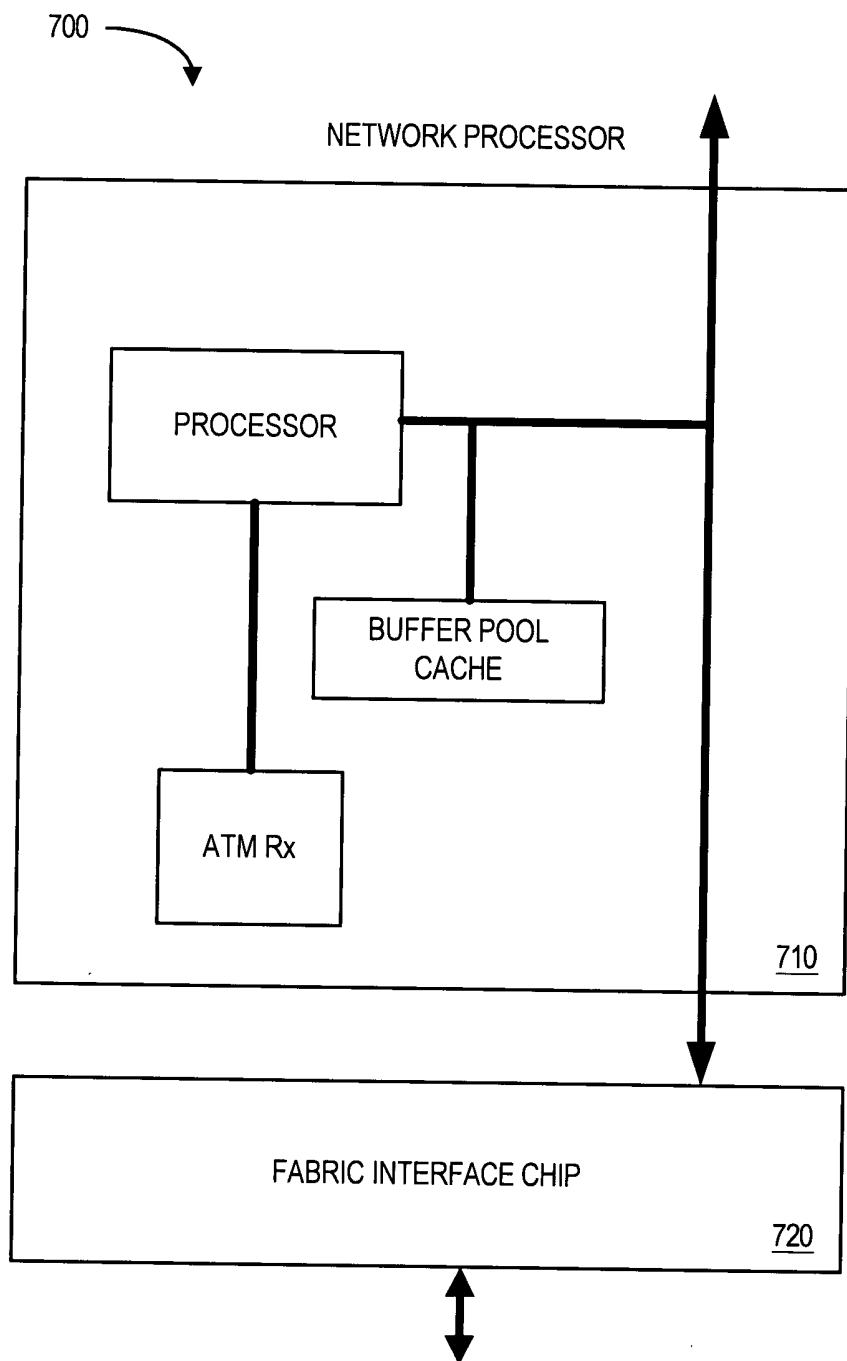 700
NETWORK PROCESSOR
PROCESSOR
BUFFER POOL
CACHE
ATM Rx
710
FABRIC INTERFACE CHIP
720